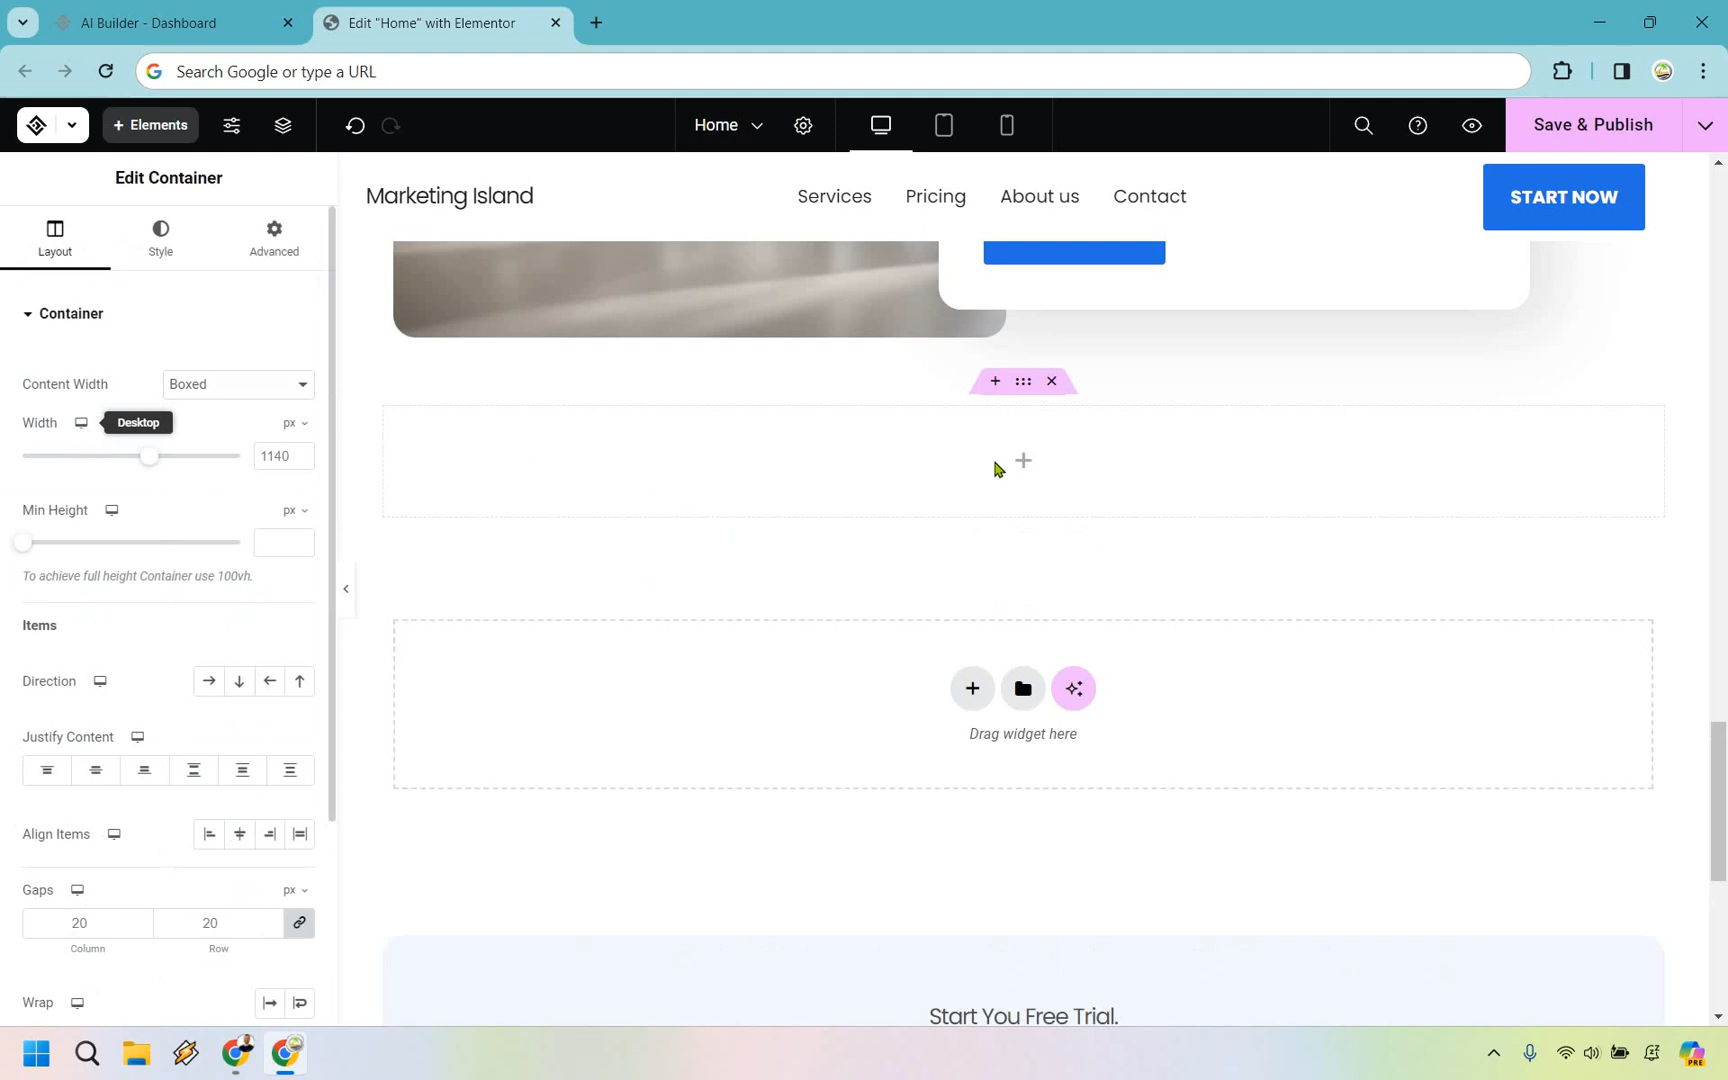 AI Builder - Dashboard
Edit "Home" with Elementor
Search Google or type a URL
+ Elements
Home
Save & Publish
Edit Container
Layout
Style
Advanced
Container
Content Width
Boxed
Width
Desktop
px
1140
Min Height
px
To achieve full height Container use 100vh.
Items
Direction
Justify Content
Align Items
Gaps
px
20
20
Column
Row
Wrap
Marketing Island
Services
Pricing
About us
Contact
START NOW
Drag widget here
Start You Free Trial.
PRE